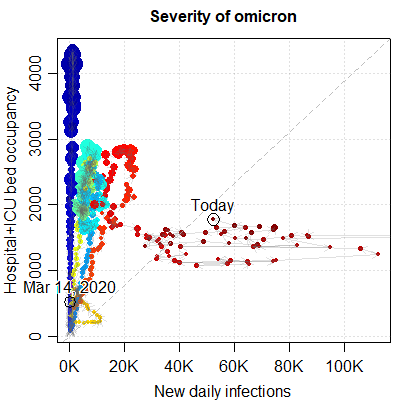 Severity of omicron
Hospital+ICU bed occupancy
4000
3000
2000
1000
0
Today
Mar 14, 2020
0K 20K 40K 60K 80K 100K
New daily infections